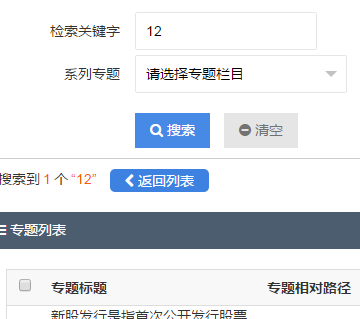 检索关键字 12
系列专题 请选择专题栏目
搜索 清空
搜索到 1 个 “12” 返回列表
专题列表
专题标题 专题相对路径
新股发行是指首次公开发行股票